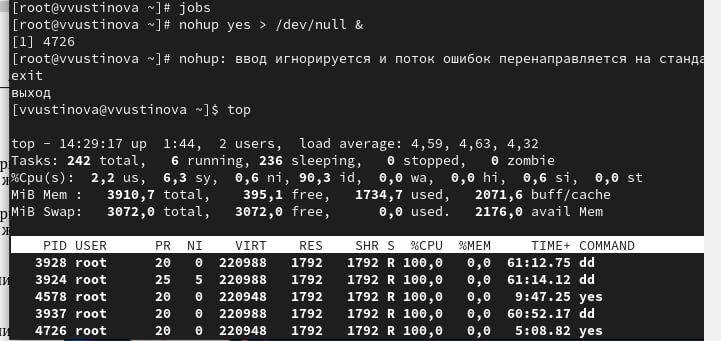 [root@vvustinova ~]# jobs
[root@vvustinova ~]# nohup yes > /dev/null &
[1] 4726
[root@vvustinova ~]# nohup: ввод игнорируется и поток ошибок перенаправляется на станда
exit
выход
[vvustinova@vvustinova ~]$ top
top - 14:29:17 up  1:44,  2 users,  load average: 4,59, 4,63, 4,32
Tasks: 242 total,   6 running, 236 sleeping,   0 stopped,   0 zombie
%Cpu(s):  2,2 us,  6,3 sy,  0,6 ni, 90,3 id,  0,0 wa,  0,0 hi,  0,6 si,  0,0 st
MiB Mem :   3910,7 total,    395,1 free,   1734,7 used,   2071,6 buff/cache
MiB Swap:   3072,0 total,   3072,0 free,      0,0 used.   2176,0 avail Mem
PID USER      PR  NI    VIRT    RES    SHR S  %CPU  %MEM     TIME+ COMMAND
3928 root      20   0  220988   1792   1792 R 100,0   0,0  61:12.75 dd
3924 root      25   5  220988   1792   1792 R 100,0   0,0  61:14.12 dd
4578 root      20   0  220948   1792   1792 R 100,0   0,0   9:47.25 yes
3937 root      20   0  220988   1792   1792 R 100,0   0,0  60:52.17 dd
4726 root      20   0  220948   1792   1792 R 100,0   0,0   5:08.82 yes